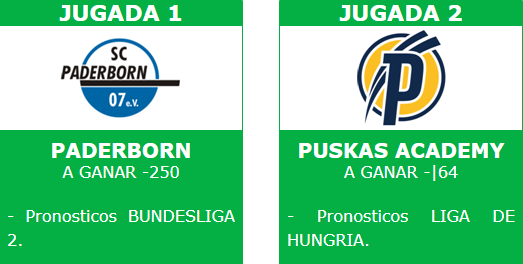 JUGADA 1
SC
PADERBORN
07 e.V.
PADERBORN
A GANAR -250
- Pronosticos BUNDESLIGA
2.
JUGADA 2
P
PUSKAS ACADEMY
A GANAR -|64
- Pronosticos LIGA DE
HUNGRIA.